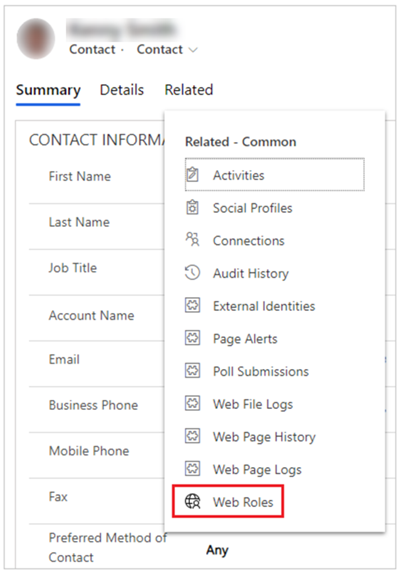 Contact · Contact
Summary Details Related
CONTACT INFORMA
Related - Common
First Name
Activities
Social Profiles
Last Name
Connections
Job Title
Audit History
External Identities
Account Name
Page Alerts
Email
Poll Submissions
Business Phone
Web File Logs
Web Page History
Mobile Phone
Web Page Logs
Fax
Web Roles
Preferred Method of
Contact
Any